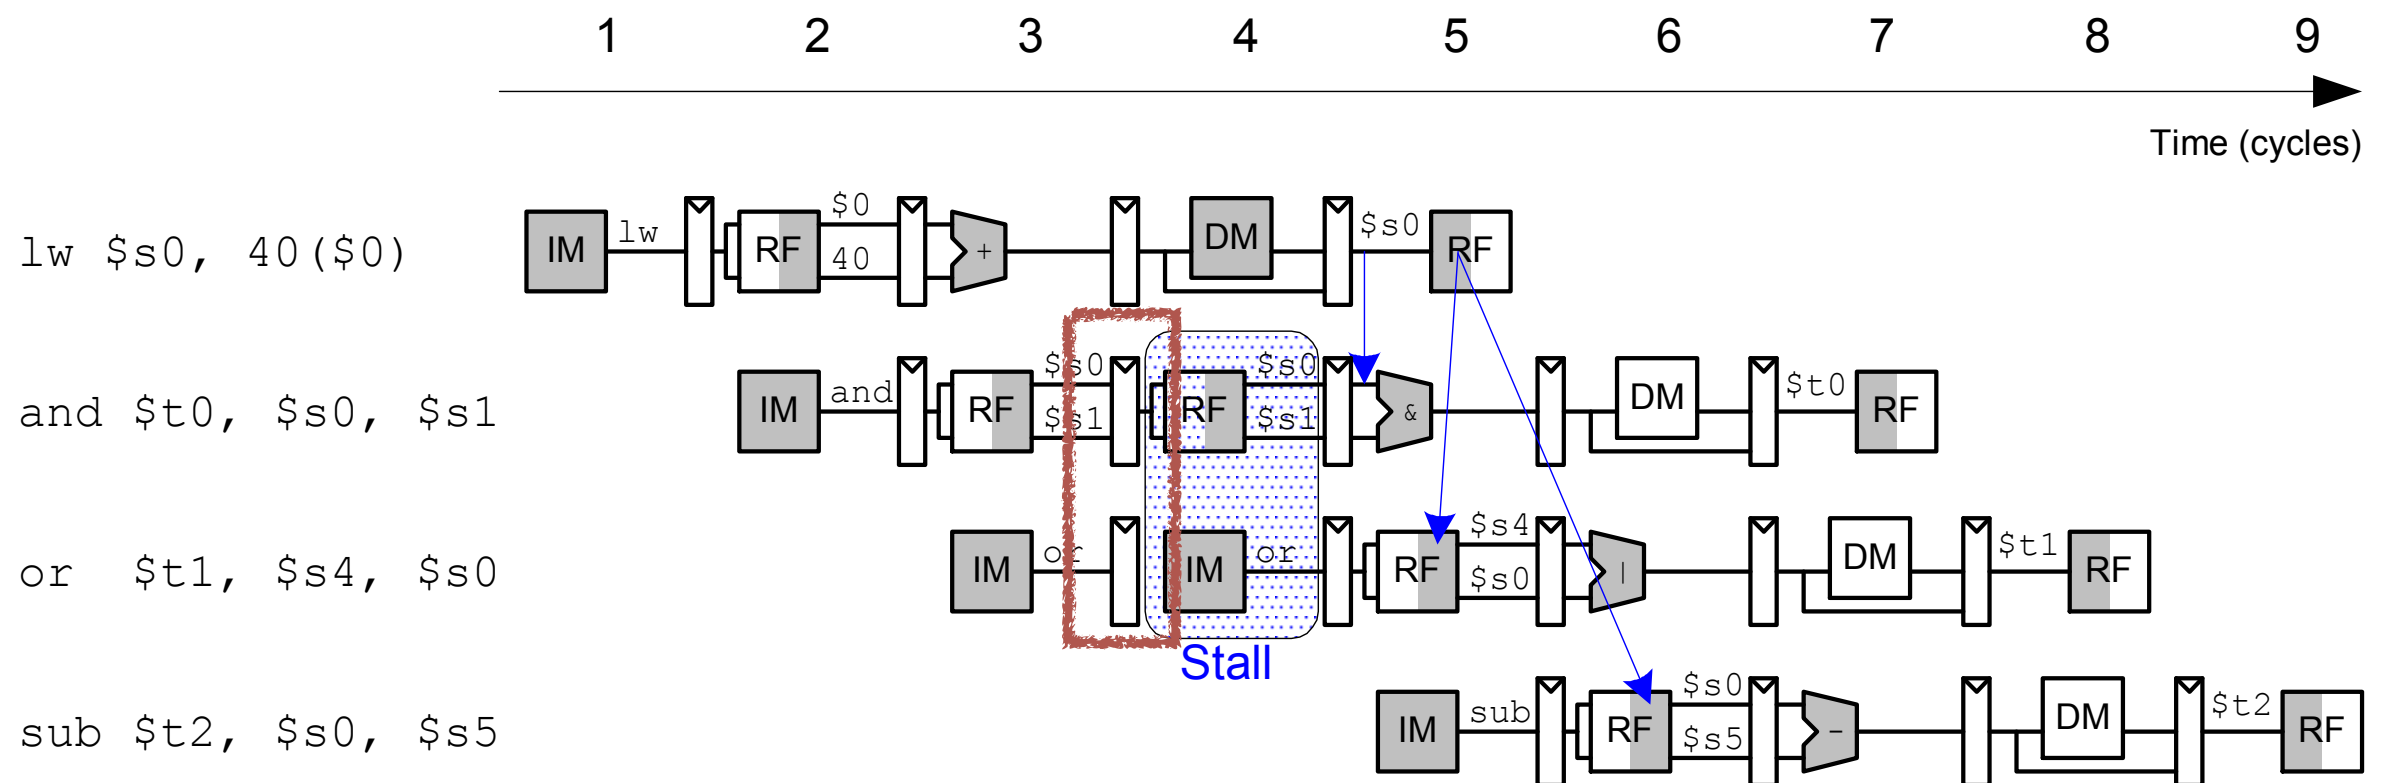 1 2 3 4 5 6 7 8 9
Time (cycles)
lw $s0, 40($0) IM lw RF $0 40 + DM $s0 RF
and $t0, $s0, $s1 IM and RF $s0 $s1 RF $s0 $s1 & DM $t0 RF
or $t1, $s4, $s0 IM or IM or RF $s4 $s0 | DM $t1 RF
Stall
sub $t2, $s0, $s5 IM sub RF $s0 $s5 - DM $t2 RF